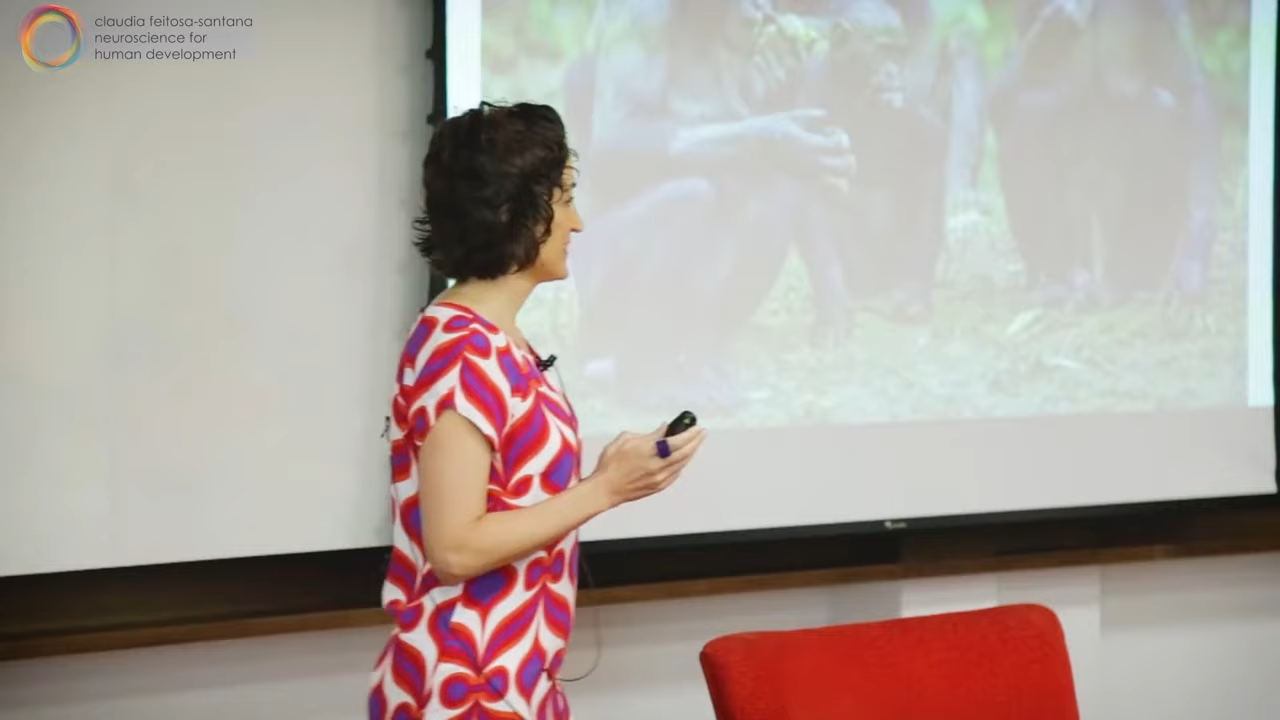 claudia feitosa-santana
neuroscience for
human development